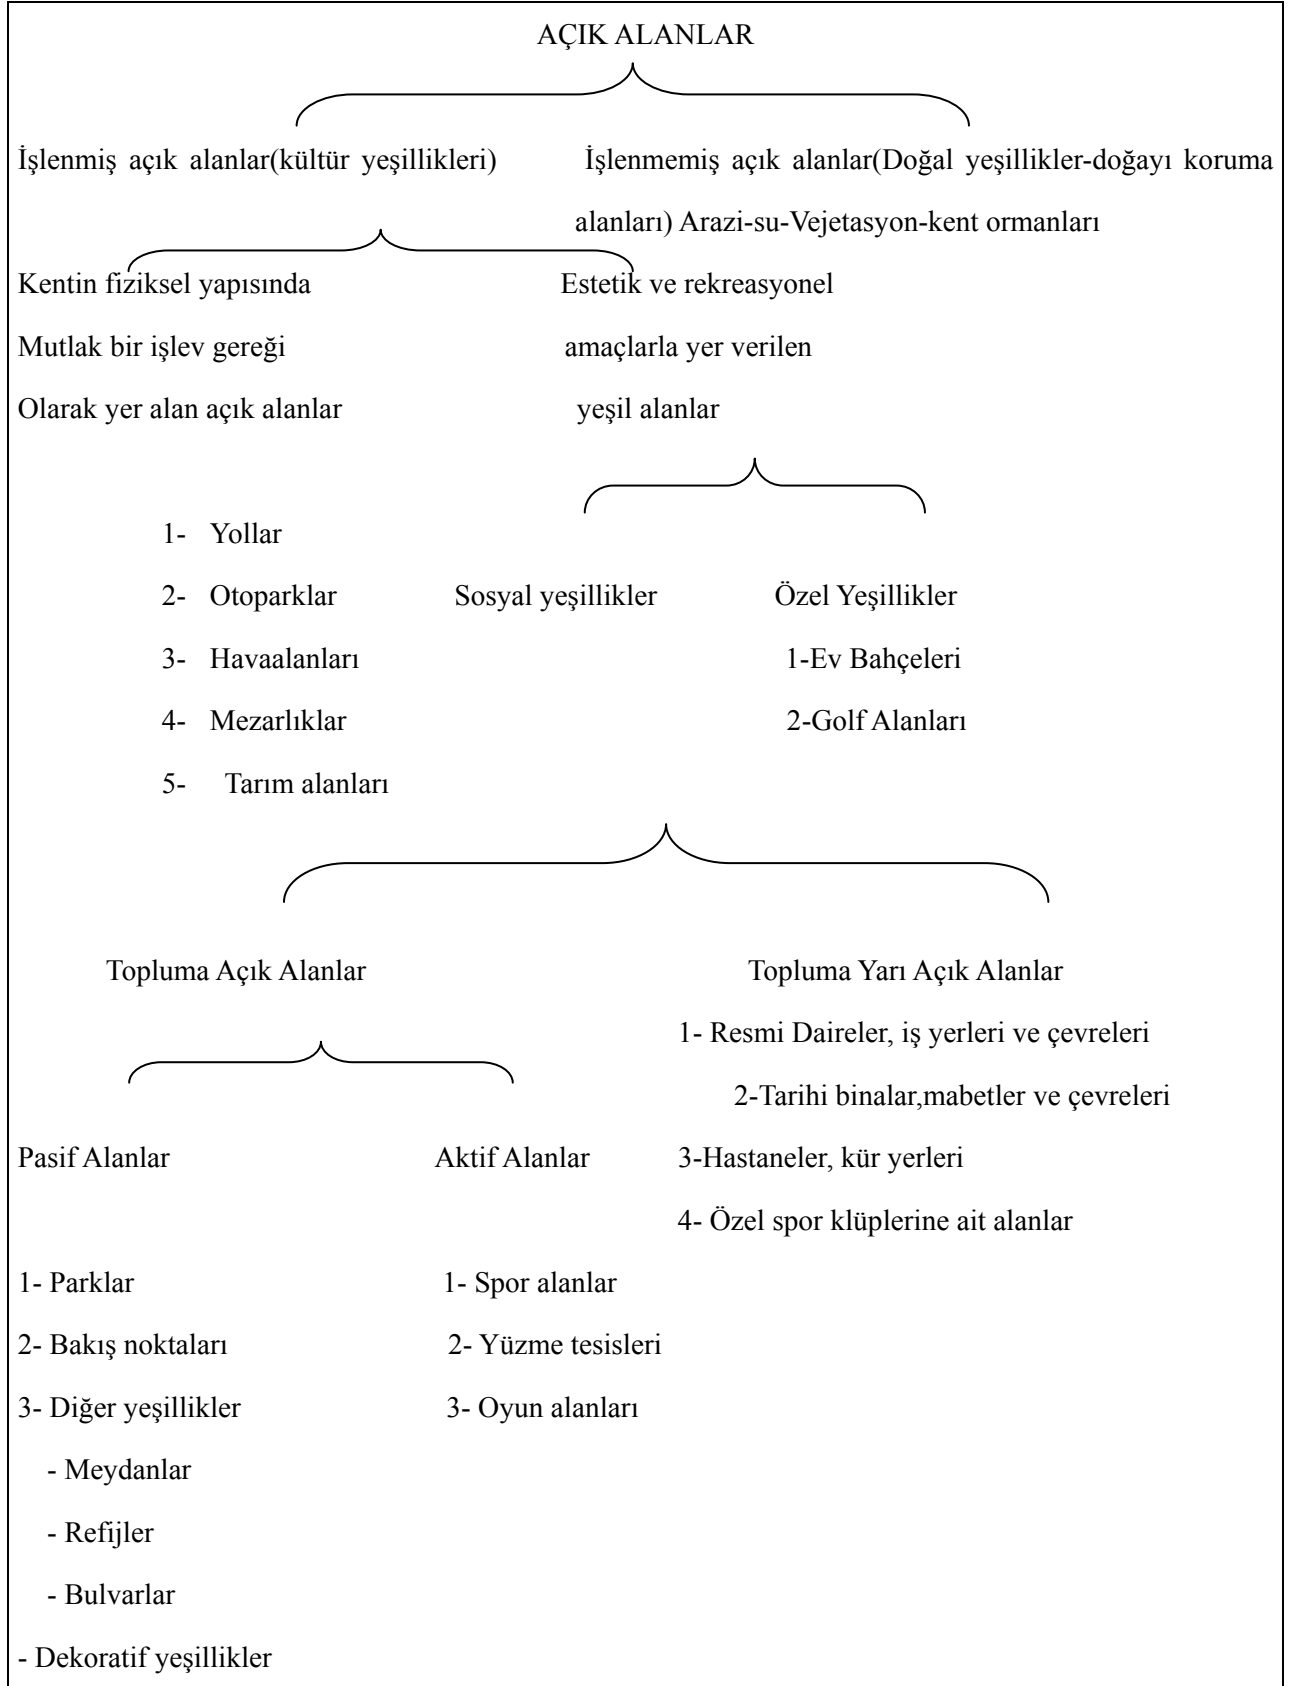 AÇIK ALANLAR
İşlenmiş açık alanlar(kültür yeşillikleri) İşlenmemiş açık alanlar(Doğal yeşillikler-doğayı koruma
alanları) Arazi-su-Vejetasyon-kent ormanları
Kentin fiziksel yapısında Estetik ve rekreasyonel
Mutlak bir işlev gereği amaçlarla yer verilen
Olarak yer alan açık alanlar yeşil alanlar
1- Yollar
2- Otoparklar Sosyal yeşillikler Özel Yeşillikler
3- Havaalanları 1-Ev Bahçeleri
4- Mezarlıklar 2-Golf Alanları
5- Tarım alanları
Topluma Açık Alanlar Topluma Yarı Açık Alanlar
1- Resmi Daireler, iş yerleri ve çevreleri
2-Tarihi binalar,mabetler ve çevreleri
Pasif Alanlar Aktif Alanlar 3-Hastaneler, kür yerleri
4- Özel spor klüplerine ait alanlar
1- Parklar 1- Spor alanlar
2- Bakış noktaları 2- Yüzme tesisleri
3- Diğer yeşillikler 3- Oyun alanları
- Meydanlar
- Refijler
- Bulvarlar
- Dekoratif yeşillikler